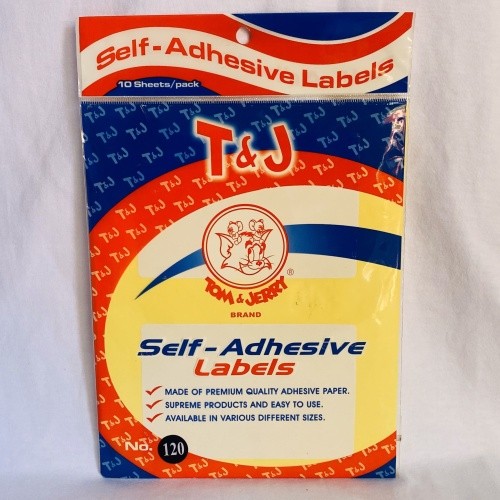 Self-Adhesive Labels
10 Sheets/pack
T&J
TOM & JERRY ®
BRAND
Self-Adhesive
Labels
MADE OF PREMIUM QUALITY ADHESIVE PAPER.
SUPREME PRODUCTS AND EASY TO USE.
AVAILABLE IN VARIOUS DIFFERENT SIZES.
No. 120